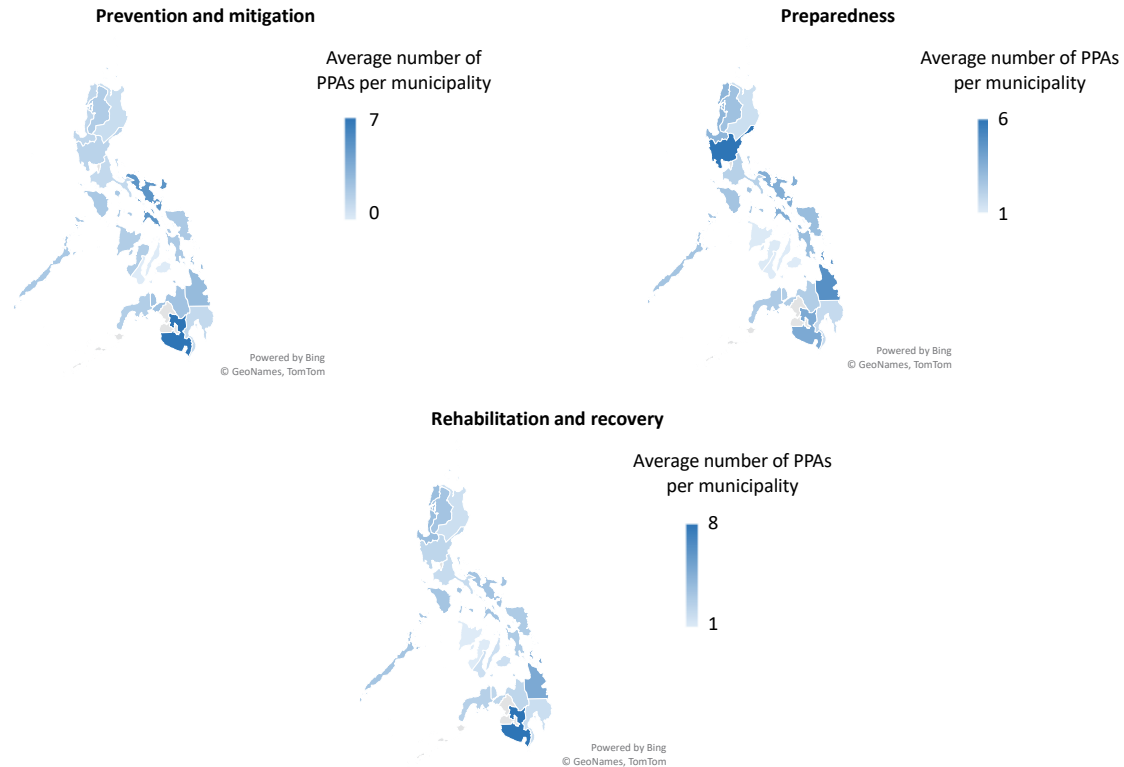 Prevention and mitigation
Average number of
PPAs per municipality
7
0
Powered by Bing
© GeoNames, TomTom
Preparedness
Average number of PPAs
per municipality
6
1
Powered by Bing
© GeoNames, TomTom
Rehabilitation and recovery
Average number of PPAs
per municipality
8
1
Powered by Bing
© GeoNames, TomTom